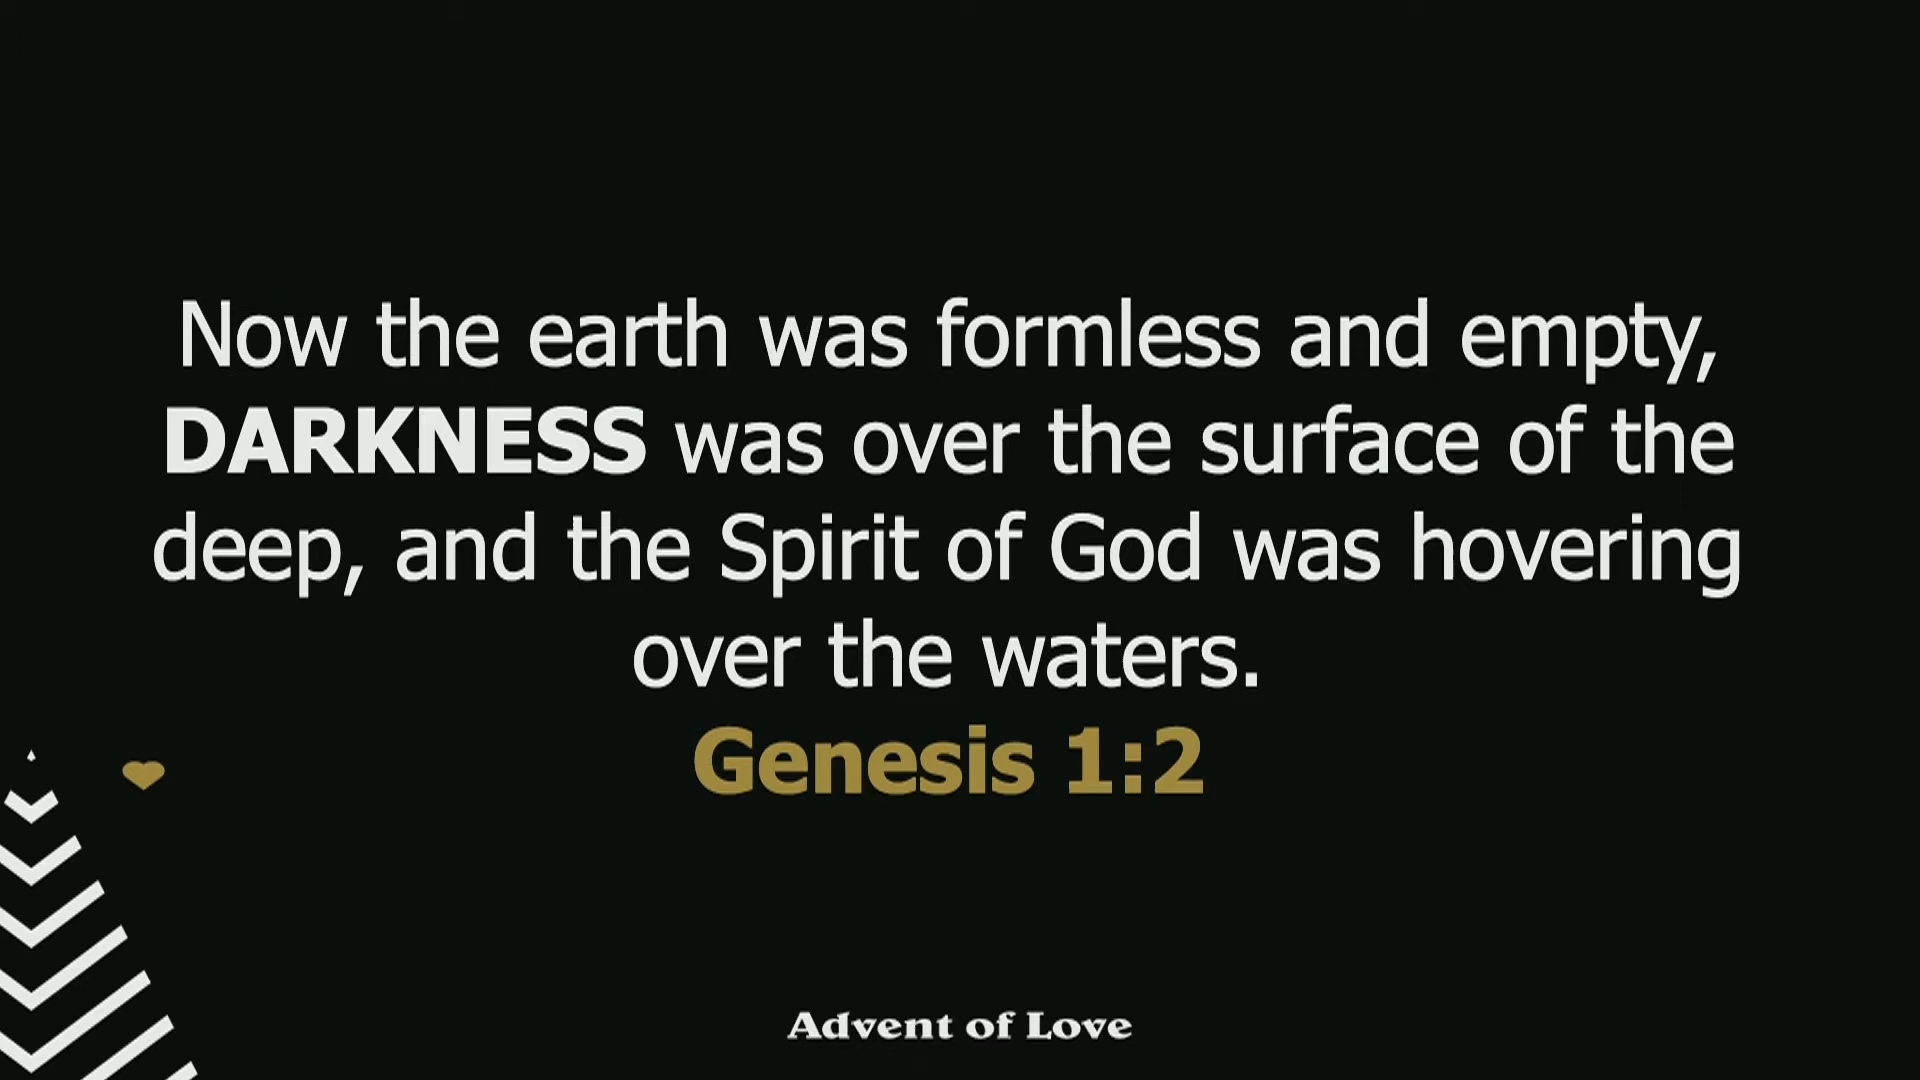 Now the earth was formless and empty,
DARKNESS was over the surface of the
deep, and the Spirit of God was hovering
over the waters.
Genesis 1:2
Advent of Love